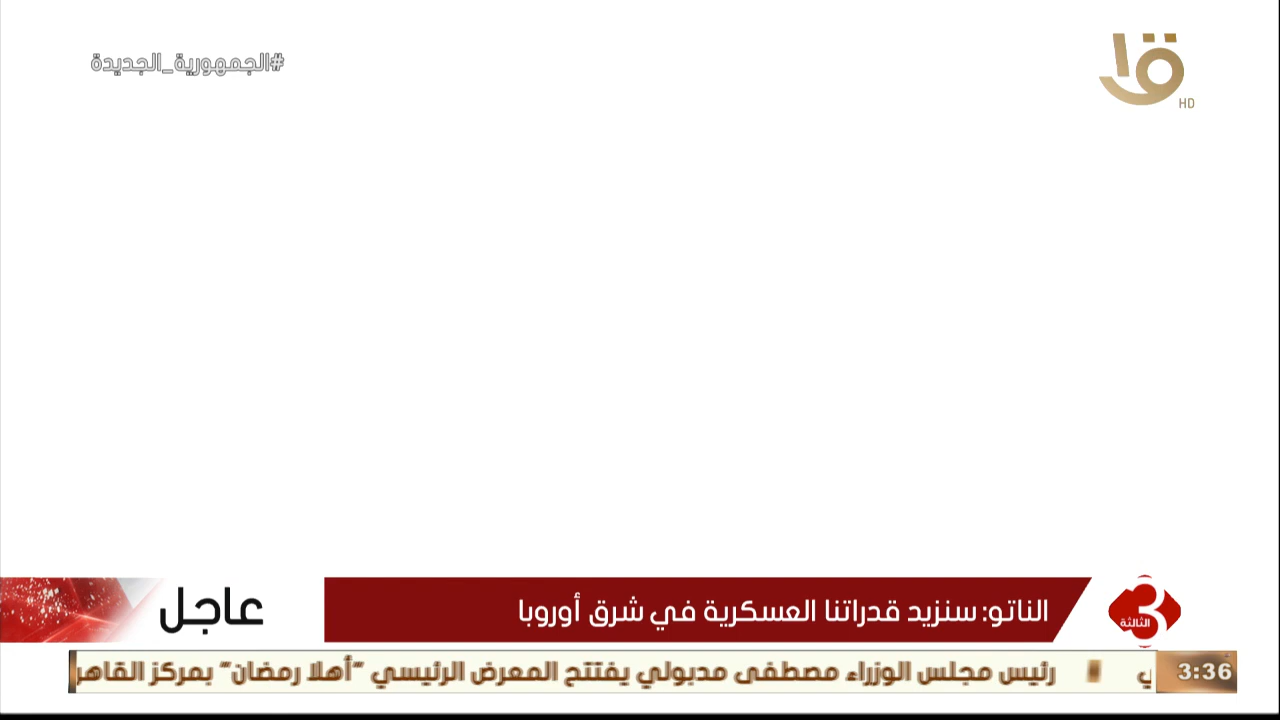 #الجمهورية_الجديدة
HD
الناتو: سنزيد قدراتنا العسكرية في شرق أوروبا
عاجل
3
الثالثة
3:36
رئيس مجلس الوزراء مصطفى مدبولي يفتتح المعرض الرئيسي "أهلا رمضان" بمركز